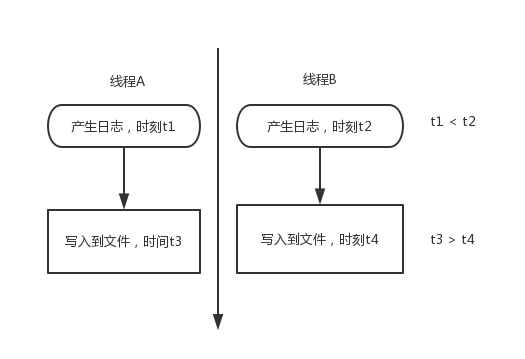 线程A
线程B
产生日志，时刻t1
产生日志，时刻t2
t1 < t2
写入到文件，时间t3
写入到文件，时刻t4
t3 > t4